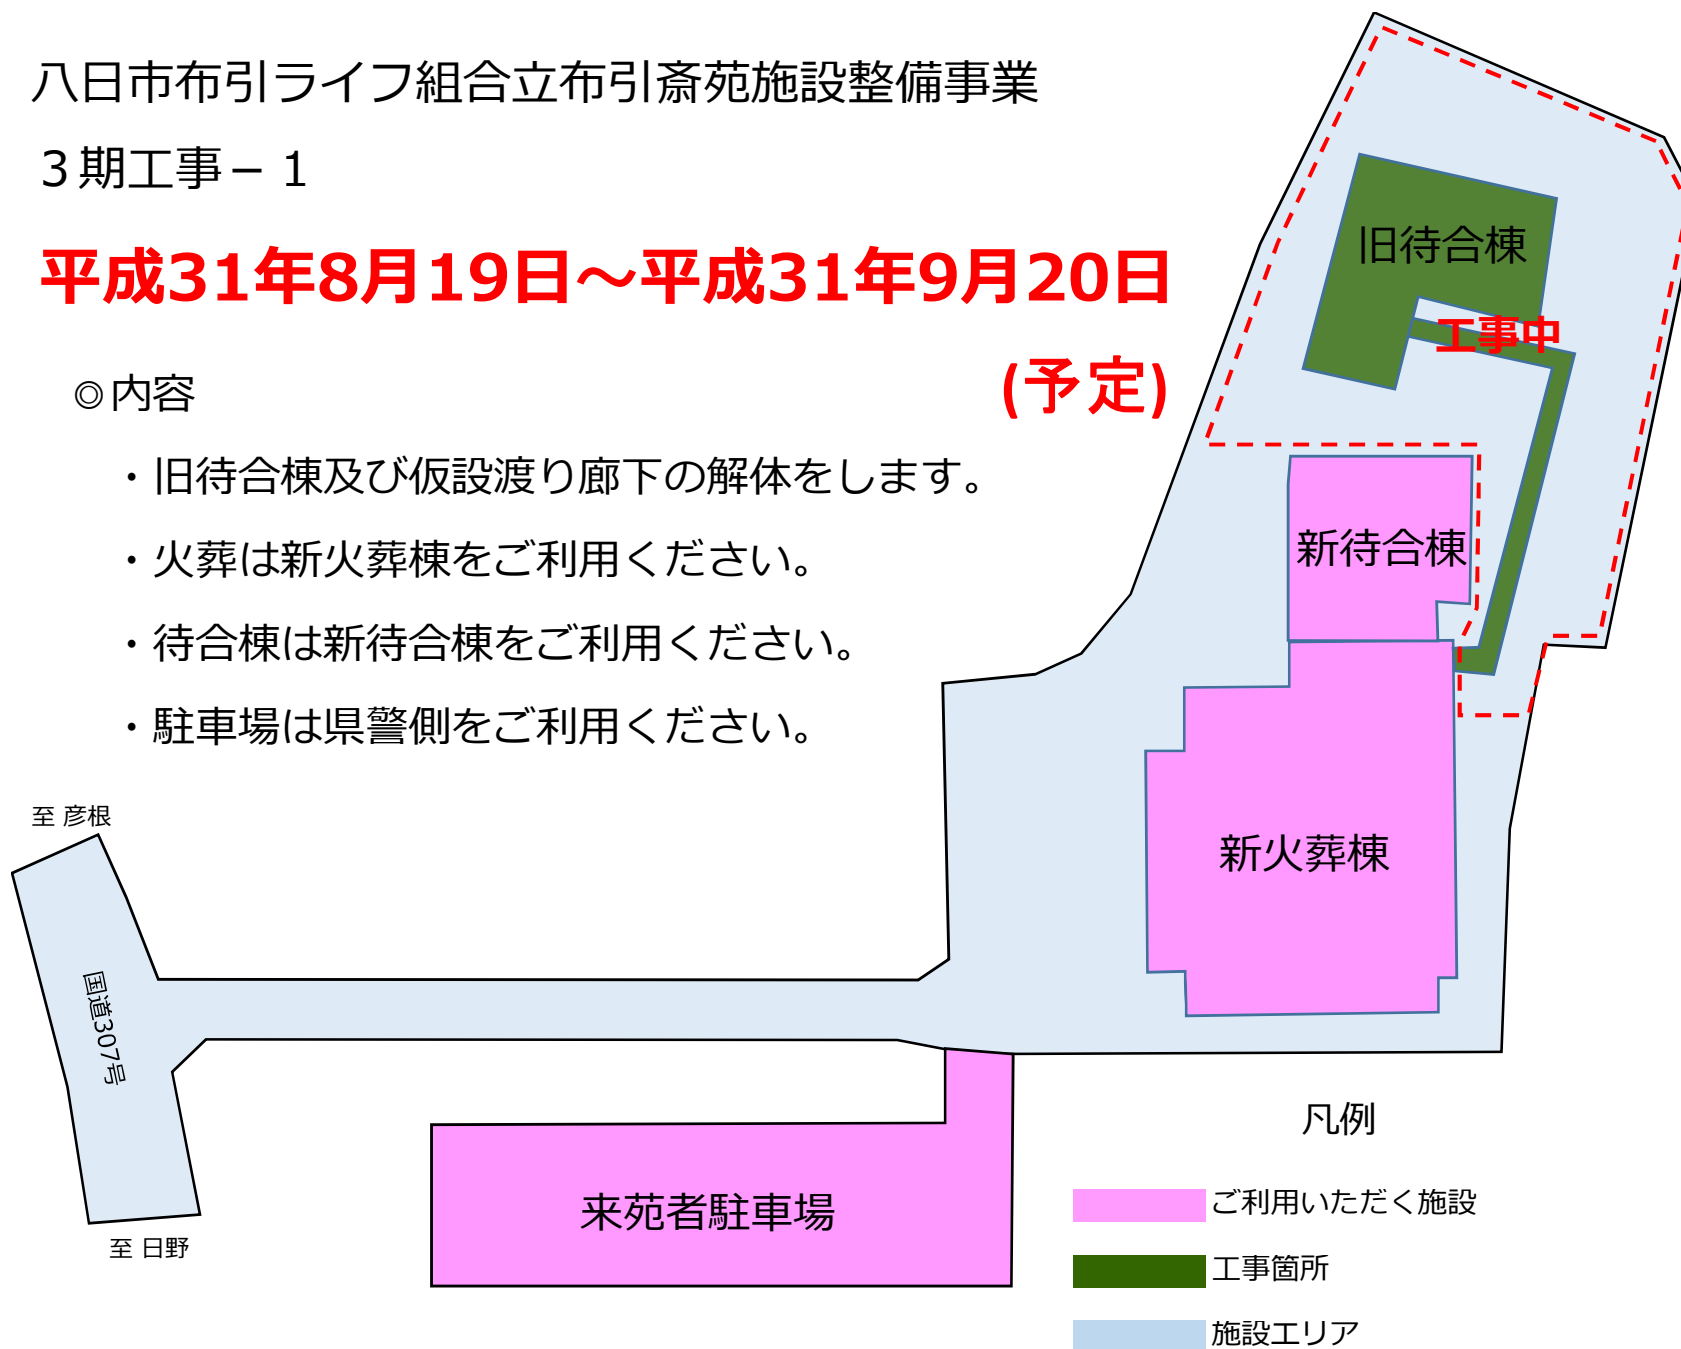 八日市布引ライフ組合立布引斎苑施設整備事業
３期工事－１
平成31年8月19日～平成31年9月20日
(予定)
◎内容
・旧待合棟及び仮設渡り廊下の解体をします。
・火葬は新火葬棟をご利用ください。
・待合棟は新待合棟をご利用ください。
・駐車場は県警側をご利用ください。
旧待合棟
工事中
新待合棟
新火葬棟
至 彦根
国道307号
至 日野
来苑者駐車場
凡例
ご利用いただく施設
工事箇所
施設エリア